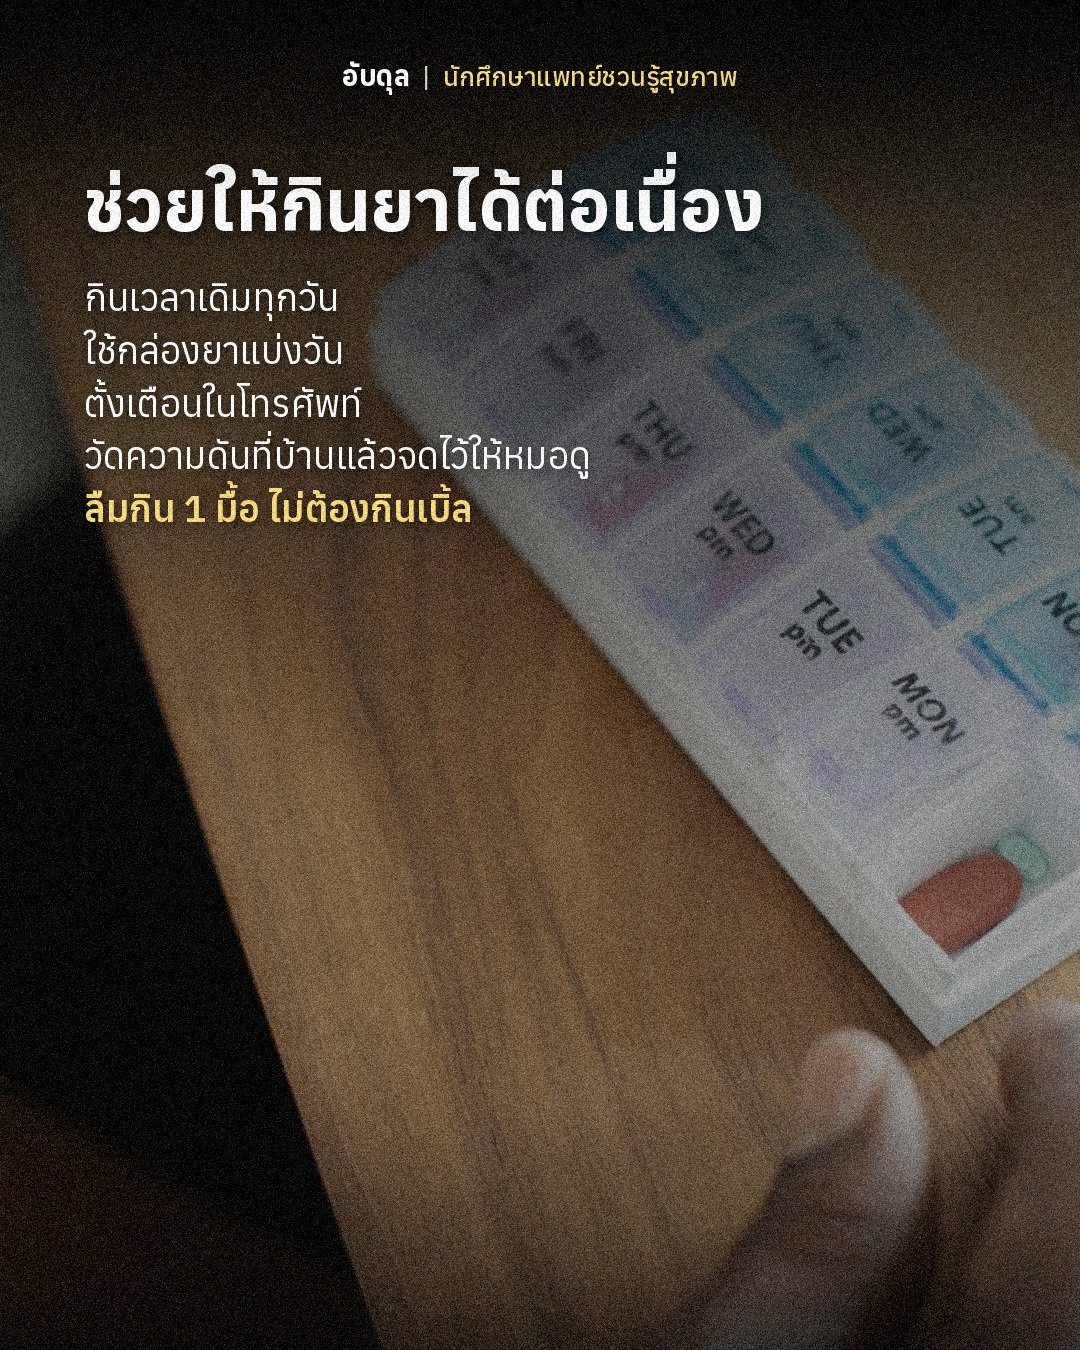 อับดุล | นักศึกษาแพทย์ชวนรู้สุขภาพ
ช่วยให้กินยาได้ต่อเนื่อง
กินเวลาเดิมทุกวัน
ใช้กล่องยาแบ่งวัน
ตั้งเตือนในโทรศัพท์
วัดความดันที่บ้านแล้วจดไว้ให้หมอดู
ลืมกิน 1 มื้อ ไม่ต้องกินเบิ้ล
FRI
THU
pm
WED
pm
TUE
pm
MON
pm
THU
WED
TUE
am